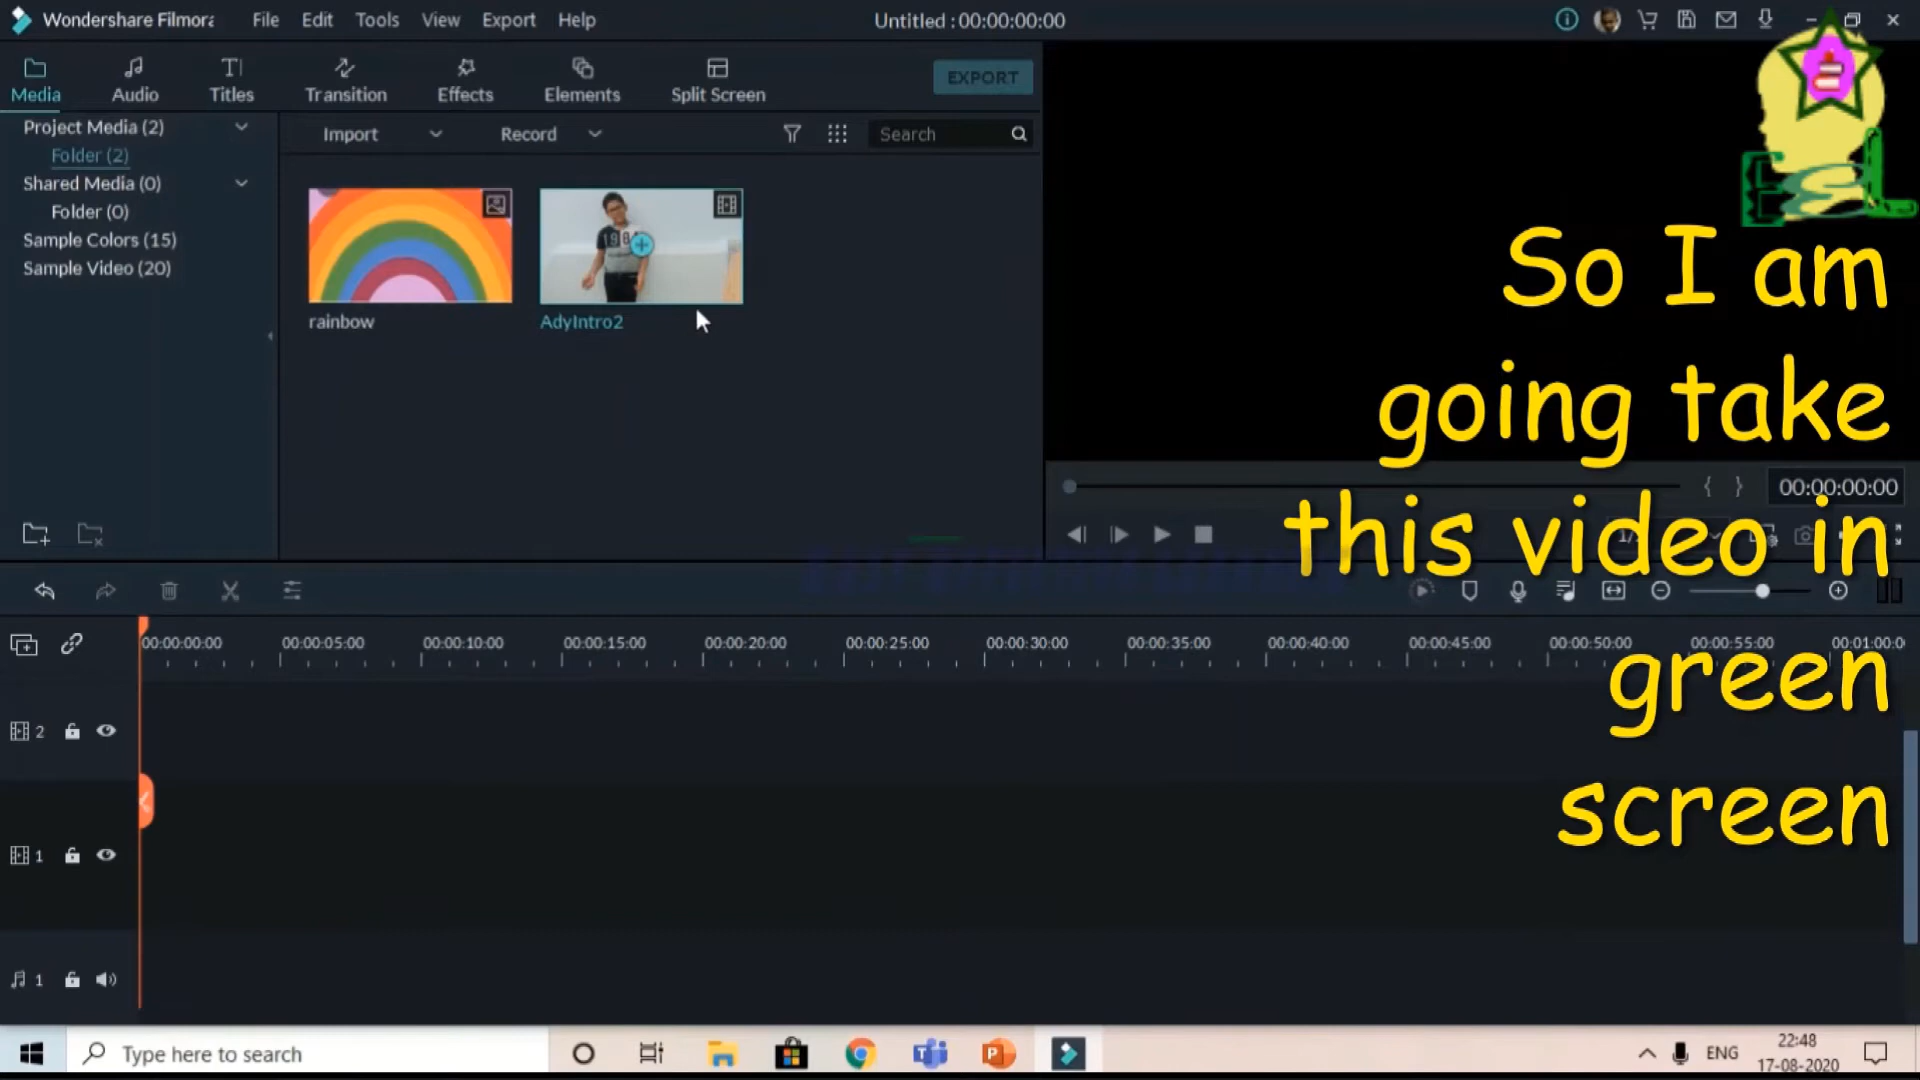 Wondershare Filmora
File
Edit
Tools
View
Export
Help
Untitled : 00:00:00:00
Media
Audio
Titles
Transition
Effects
Elements
Split Screen
EXPORT
Project Media (2)
Folder (2)
Shared Media (0)
Folder (0)
Sample Colors (15)
Sample Video (20)
Import
Record
Search
rainbow
AdyIntro2
So I am
going take
this video in
green
screen
00:00:00:00
00:00:00:00
00:00:05:00
00:00:10:00
00:00:15:00
00:00:20:00
00:00:25:00
00:00:30:00
00:00:35:00
00:00:40:00
00:00:45:00
00:00:50:00
00:00:55:00
00:01:00:0
2
1
1
Type here to search
ENG
22:48
17-08-2020